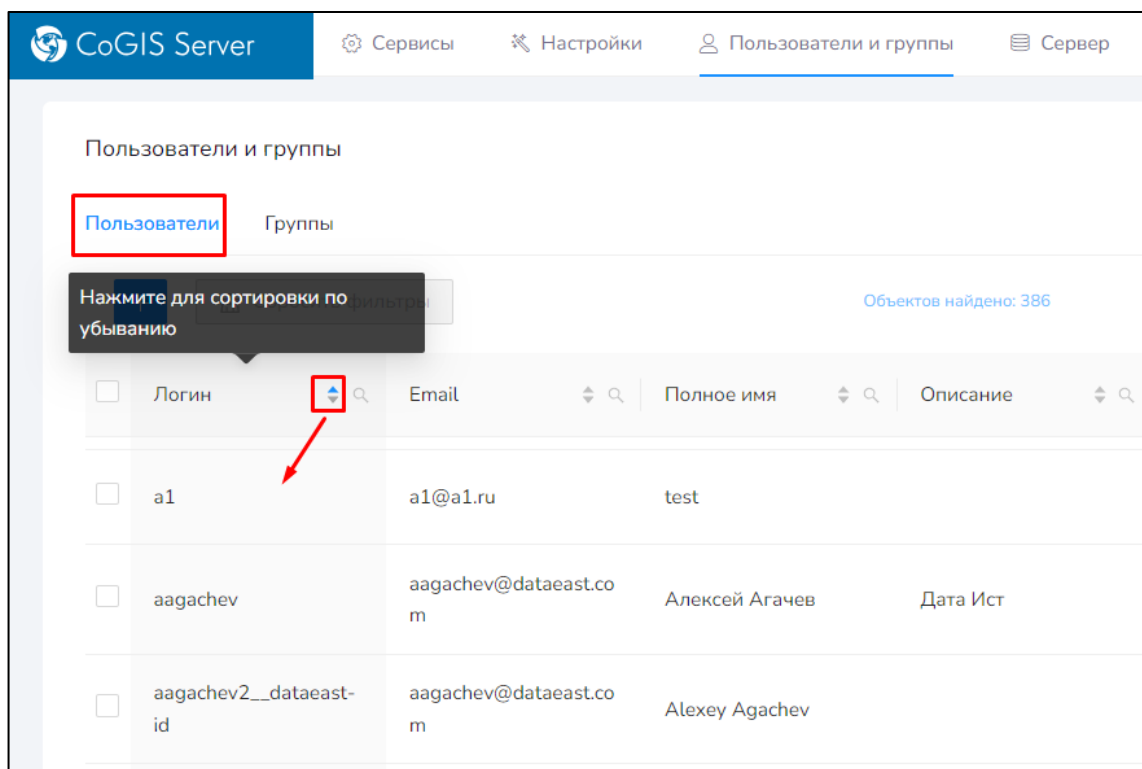 CoGIS Server Сервисы Настройки Пользователи и группы Сервер
Пользователи и группы
Пользователи Группы
Нажмите для сортировки по
убыванию
фильтры
Объектов найдено: 386
Логин Email Полное имя Описание
a1 a1@a1.ru test
aagachev aagachev@dataeast.co
m Алексей Агачев Дата Ист
aagachev2__dataeast-
id aagachev@dataeast.co
m Alexey Agachev